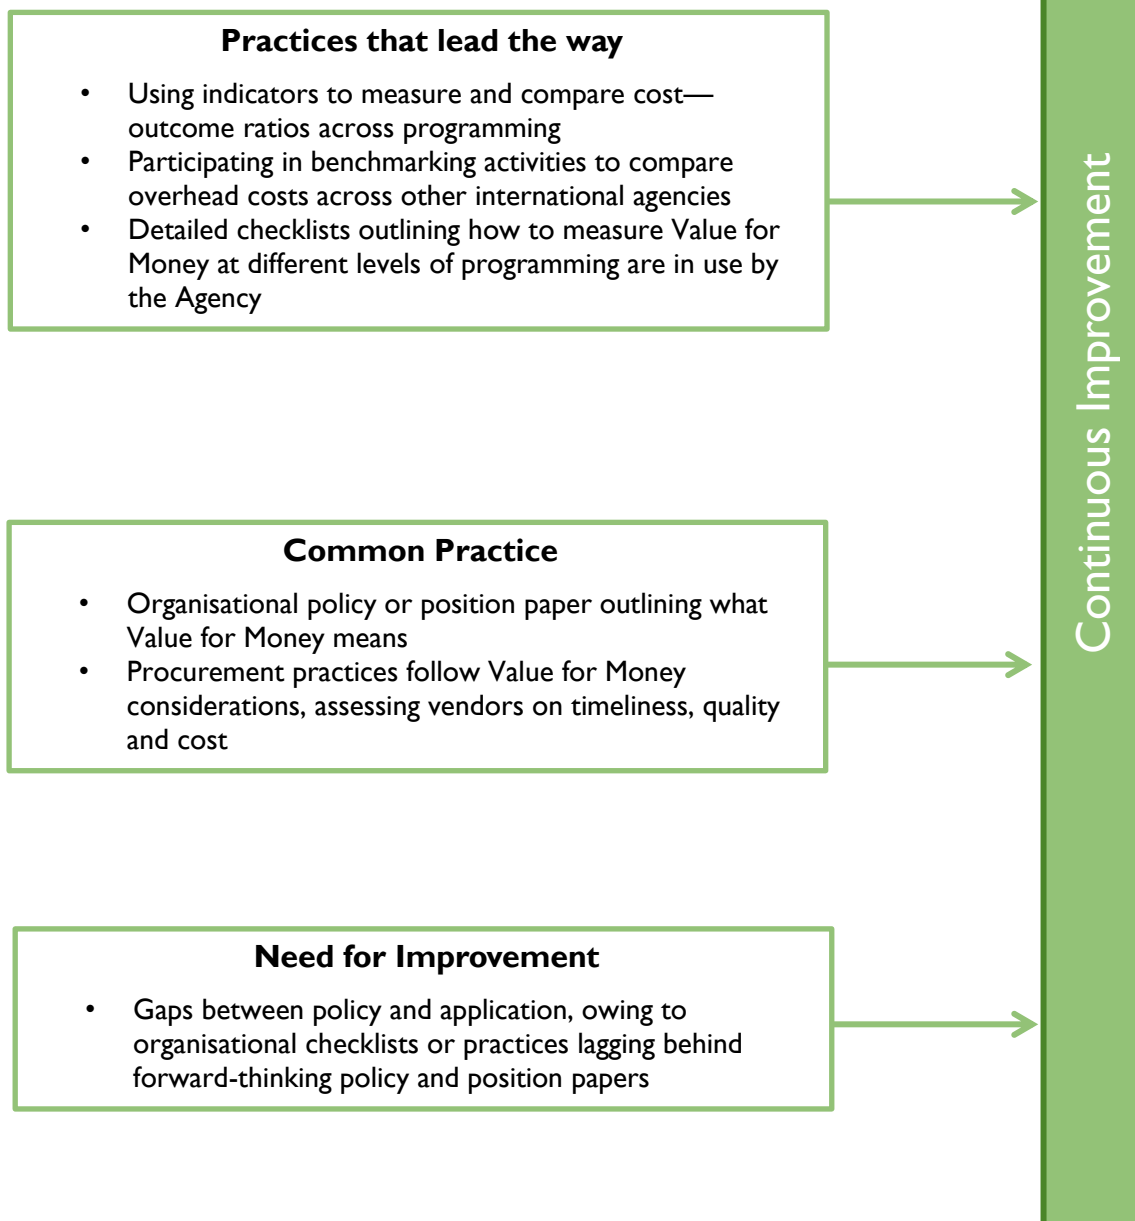 Practices that lead the way
• Using indicators to measure and compare cost—
outcome ratios across programming
• Participating in benchmarking activities to compare
overhead costs across other international agencies
• Detailed checklists outlining how to measure Value for
Money at different levels of programming are in use by
the Agency
Common Practice
• Organisational policy or position paper outlining what
Value for Money means
• Procurement practices follow Value for Money
considerations, assessing vendors on timeliness, quality
and cost
Need for Improvement
• Gaps between policy and application, owing to
organisational checklists or practices lagging behind
forward-thinking policy and position papers
Continuous Improvement